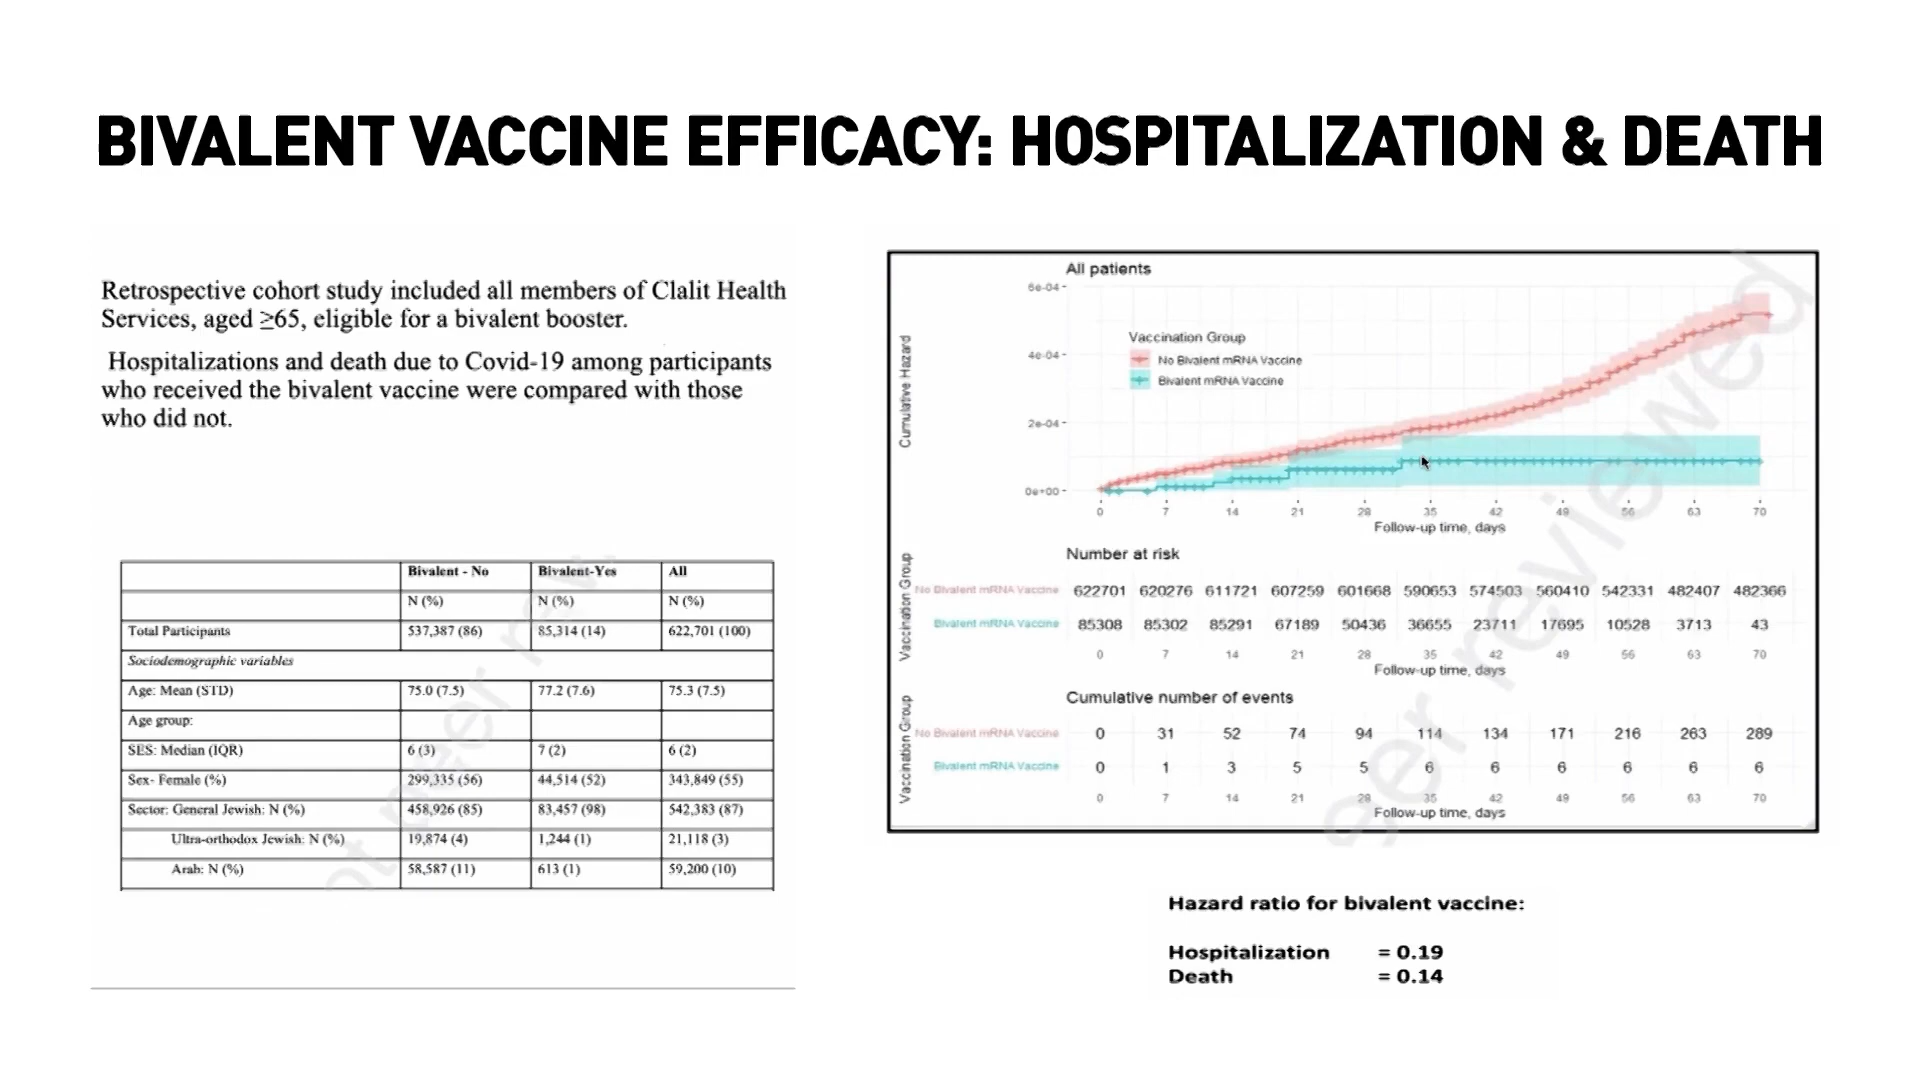 BIVALENT VACCINE EFFICACY: HOSPITALIZATION & DEATH
Retrospective cohort study included all members of Clalit Health
Services, aged ≥65, eligible for a bivalent booster.
Hospitalizations and death due to Covid-19 among participants
who received the bivalent vaccine were compared with those
who did not.
Bivalent - No Bivalent-Yes All
N (%) N (%) N (%)
Total Participants 537,387 (86) 85,314 (14) 622,701 (100)
Sociodemographic variables
Age: Mean (STD) 75.0 (7.5) 77.2 (7.6) 75.3 (7.5)
Age group:
SES: Median (IQR) 6 (3) 7 (2) 6 (2)
Sex- Female (%) 299,335 (56) 44,514 (52) 343,849 (55)
Sector: General Jewish: N (%) 458,926 (85) 83,457 (98) 542,383 (87)
Ultra-orthodox Jewish: N (%) 19,874 (4) 1,244 (1) 21,118 (3)
Arab: N (%) 58,587 (11) 613 (1) 59,200 (10)
All patients
Cumulative Hazard
6e-04
4e-04
2e-04
0e+00
Vaccination Group
No Bivalent mRNA Vaccine
Bivalent mRNA Vaccine
0 7 14 21 28 35 42 49 56 63 70
Follow-up time, days
Number at risk
Vaccination Group
No Bivalent mRNA Vaccine 622701 620276 611721 607259 601668 590653 574503 560410 542331 482407 482366
Bivalent mRNA Vaccine 85308 85302 85291 67189 50436 36655 23711 17695 10528 3713 43
0 7 14 21 28 35 42 49 56 63 70
Follow-up time, days
Cumulative number of events
Vaccination Group
No Bivalent mRNA Vaccine 0 31 52 74 94 114 134 171 216 263 289
Bivalent mRNA Vaccine 0 1 3 5 5 6 6 6 6 6 6
0 7 14 21 28 35 42 49 56 63 70
Follow-up time, days
reviewed
Hazard ratio for bivalent vaccine:
Hospitalization = 0.19
Death = 0.14